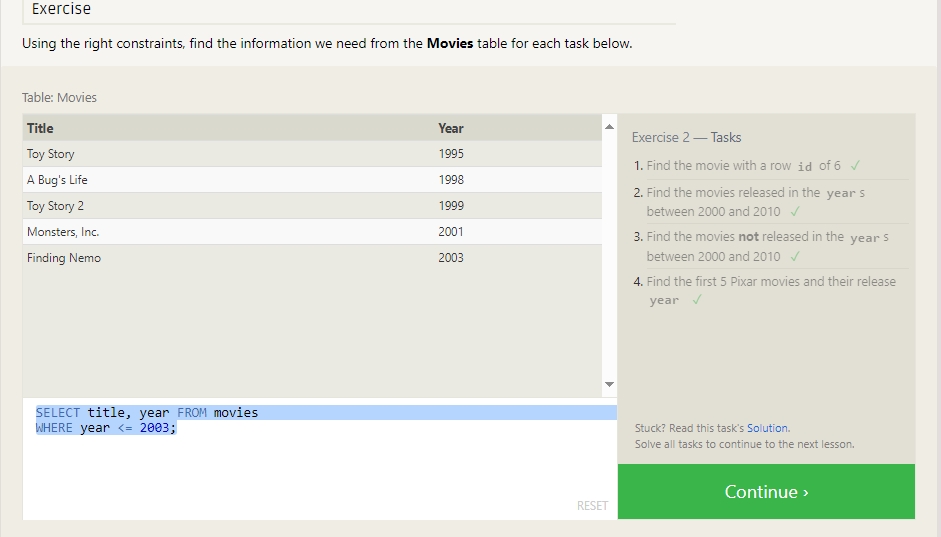 Exercise
Using the right constraints, find the information we need from the Movies table for each task below.
Table: Movies
Title Year
Toy Story 1995
A Bug's Life 1998
Toy Story 2 1999
Monsters, Inc. 2001
Finding Nemo 2003
SELECT title, year FROM movies
WHERE year <= 2003;
RESET
Exercise 2 — Tasks
1. Find the movie with a row id of 6 ✓
2. Find the movies released in the year s
between 2000 and 2010 ✓
3. Find the movies not released in the year s
between 2000 and 2010 ✓
4. Find the first 5 Pixar movies and their release
year ✓
Stuck? Read this task's Solution.
Solve all tasks to continue to the next lesson.
Continue ›